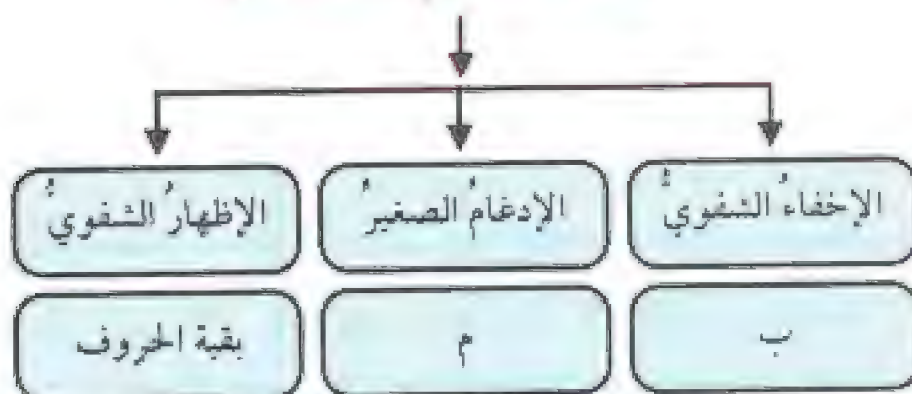 الإخفاءُ الشفويُّ
الإدغامُ الصغيرُ
الإظهارُ الشفويُّ
ب
م
بقية الحروف